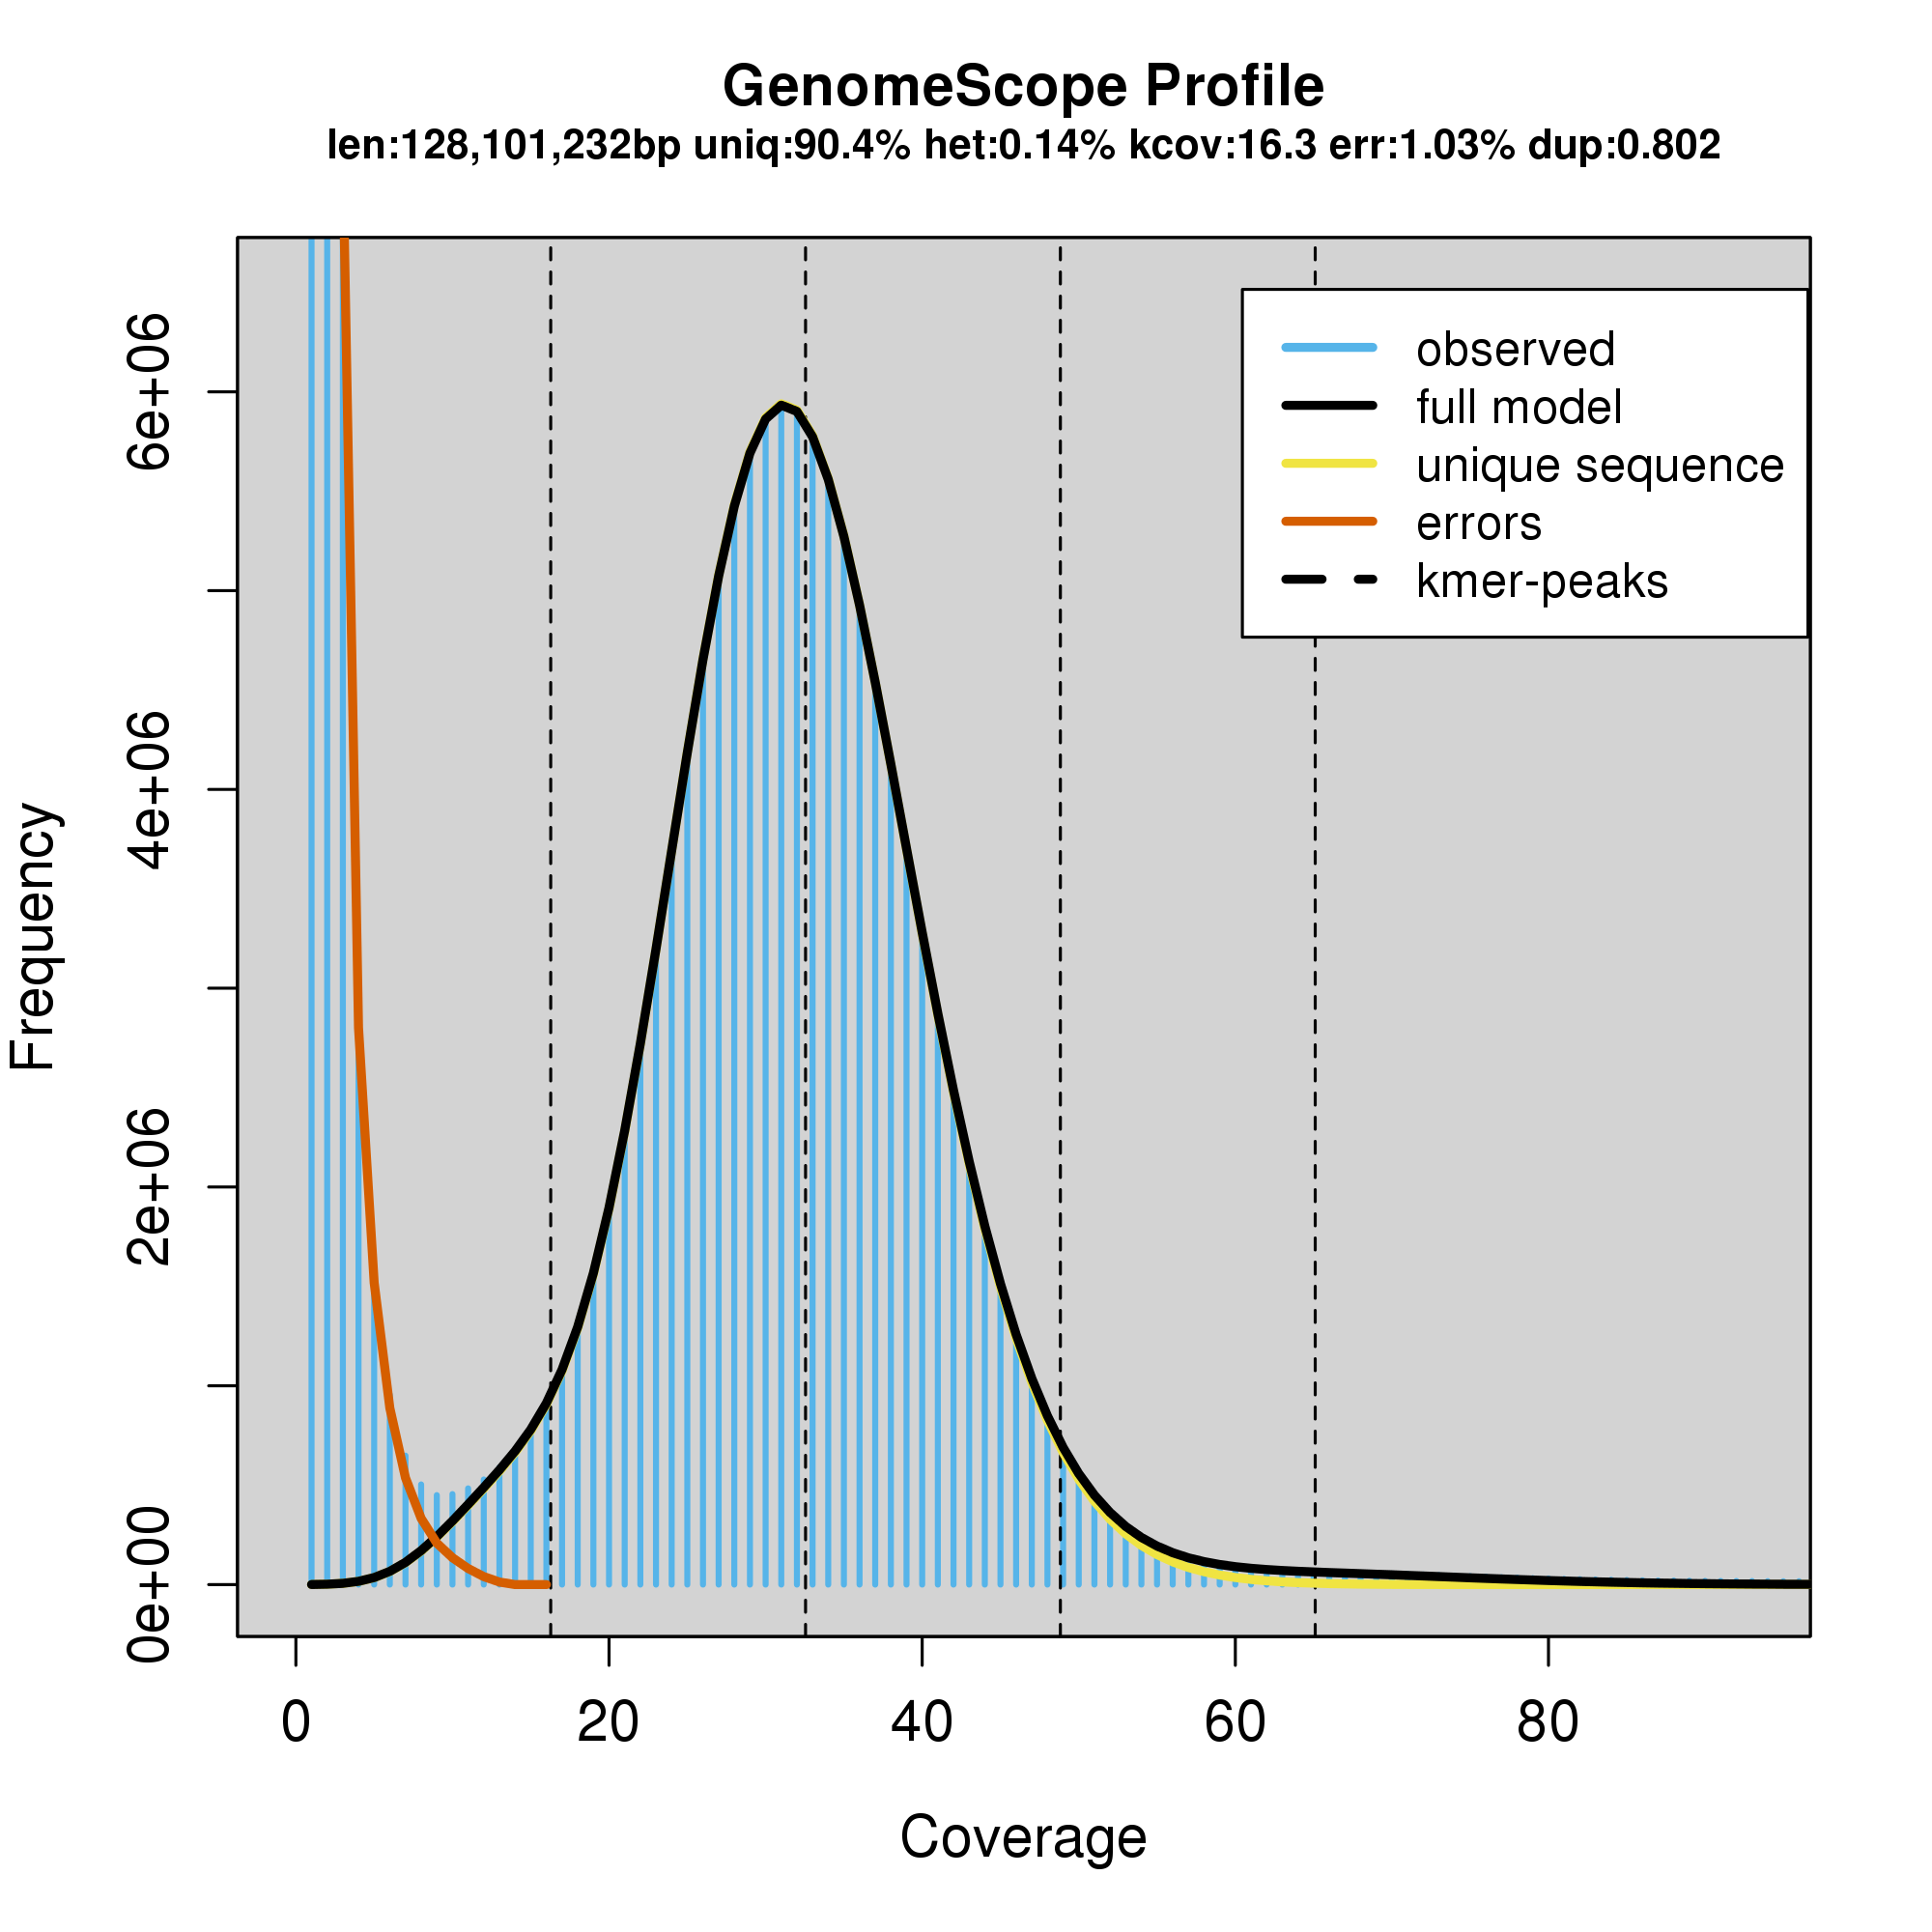 GenomeScope Profile
len:128,101,232bp uniq:90.4% het:0.14% kcov:16.3 err:1.03% dup:0.802
observed
full model
unique sequence
errors
kmer-peaks
Frequency
6e+06
4e+06
2e+06
0e+00
0 20 40 60 80
Coverage